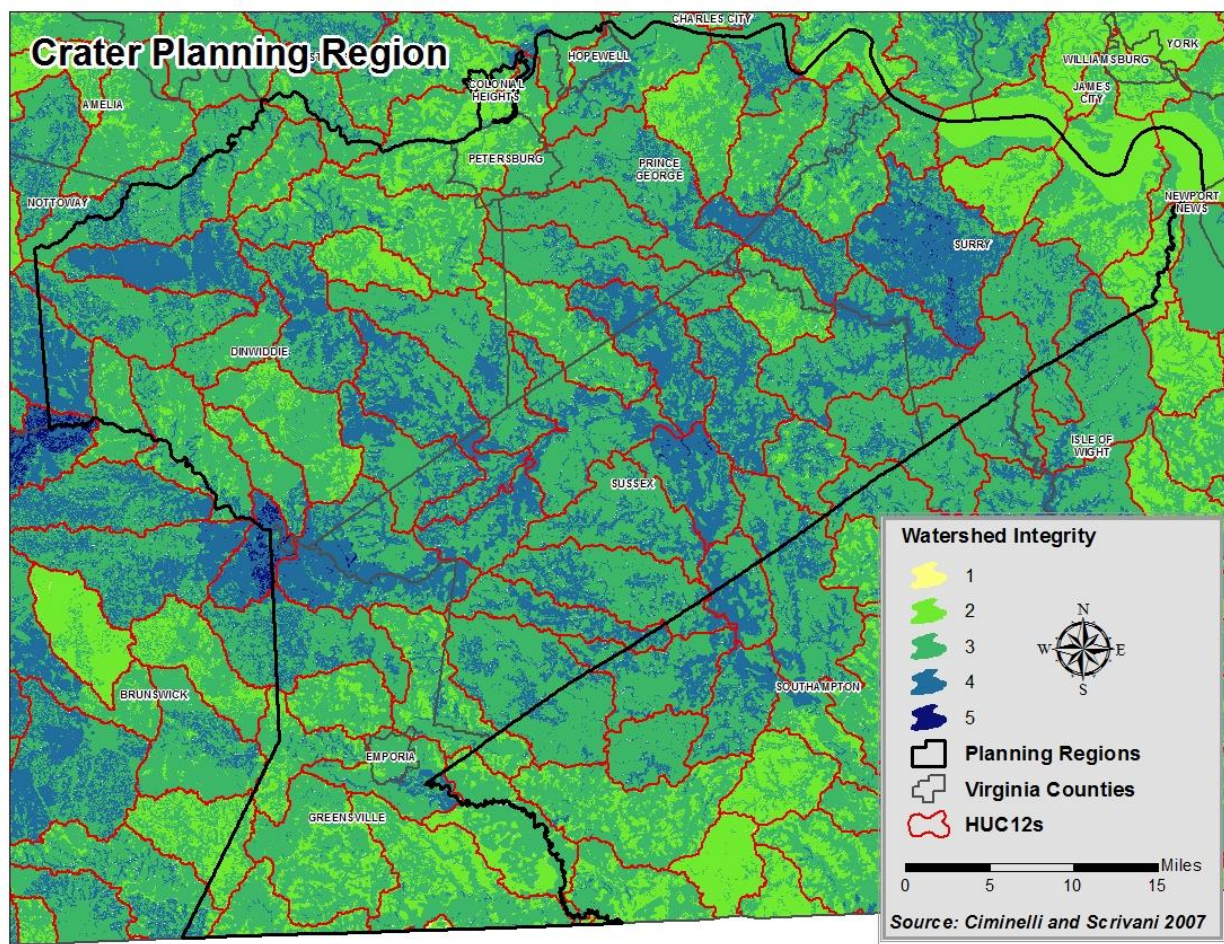 Crater Planning Region
CHARLES CITY
ST
HOPEWELL
YORK
WILLIAMSBURG
COLONIAL
HEIGHTS
JAMES
CITY
AMELIA
PETERSBURG
PRINCE
GEORGE
NOTTOWAY
NEWPORT
NEWS
SURRY
DINWIDDIE
ISLE OF
WIGHT
SUSSEX
BRUNSWICK
SOUTHAMPTON
EMPORIA
GREENSVILLE
Watershed Integrity
1
2
3
4
5
N
W E
S
Planning Regions
Virginia Counties
HUC12s
Miles
0 5 10 15
Source: Ciminelli and Scrivani 2007